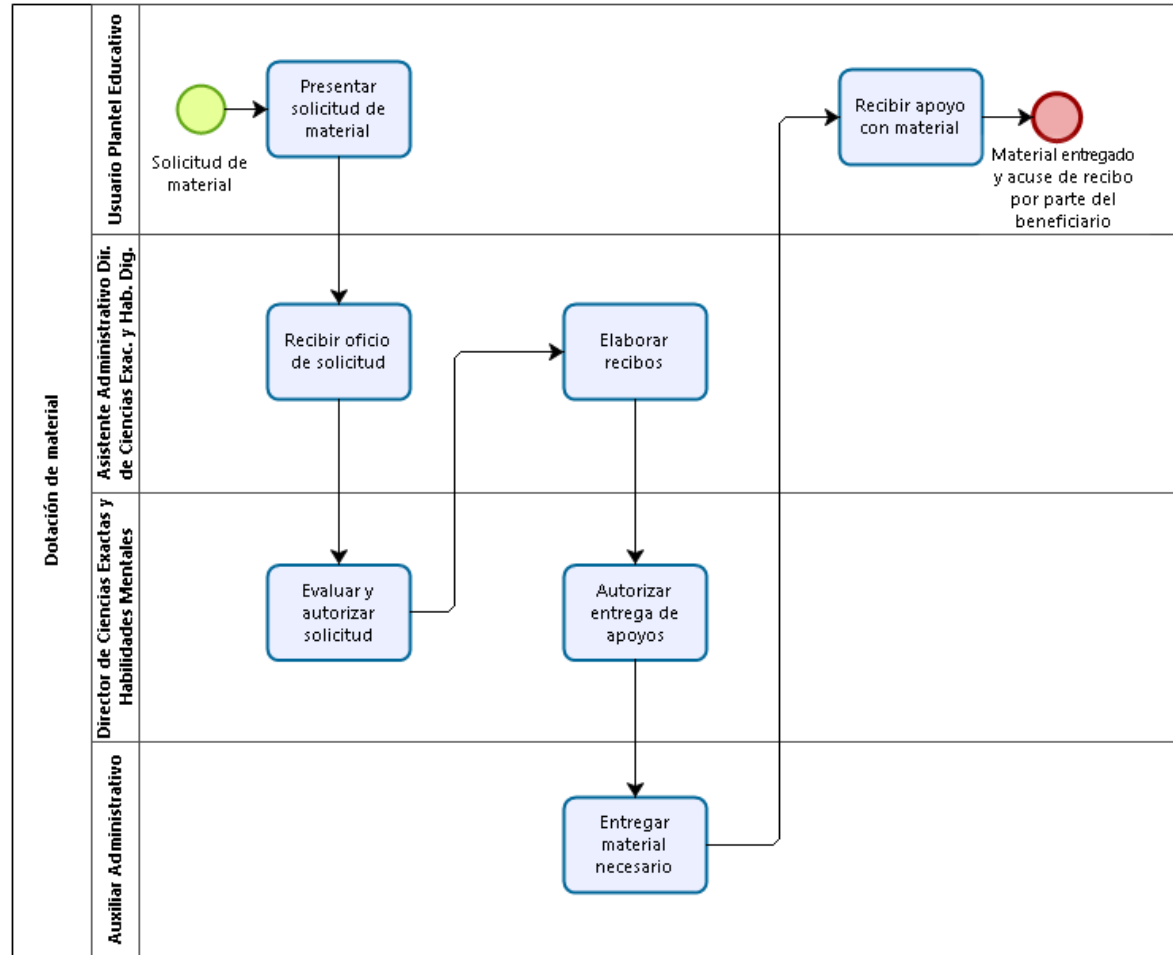 Dotación de material
Usuario Plantel Educativo
Solicitud de
material
Presentar
solicitud de
material
Recibir apoyo
con material
Material entregado
y acuse de recibo
por parte del
beneficiario
Asistente Administrativo Dir.
de Ciencias Exac. y Hab. Dig.
Recibir oficio
de solicitud
Elaborar
recibos
Director de Ciencias Exactas y
Habilidades Mentales
Evaluar y
autorizar
solicitud
Autorizar
entrega de
apoyos
Auxiliar Administrativo
Entregar
material
necesario